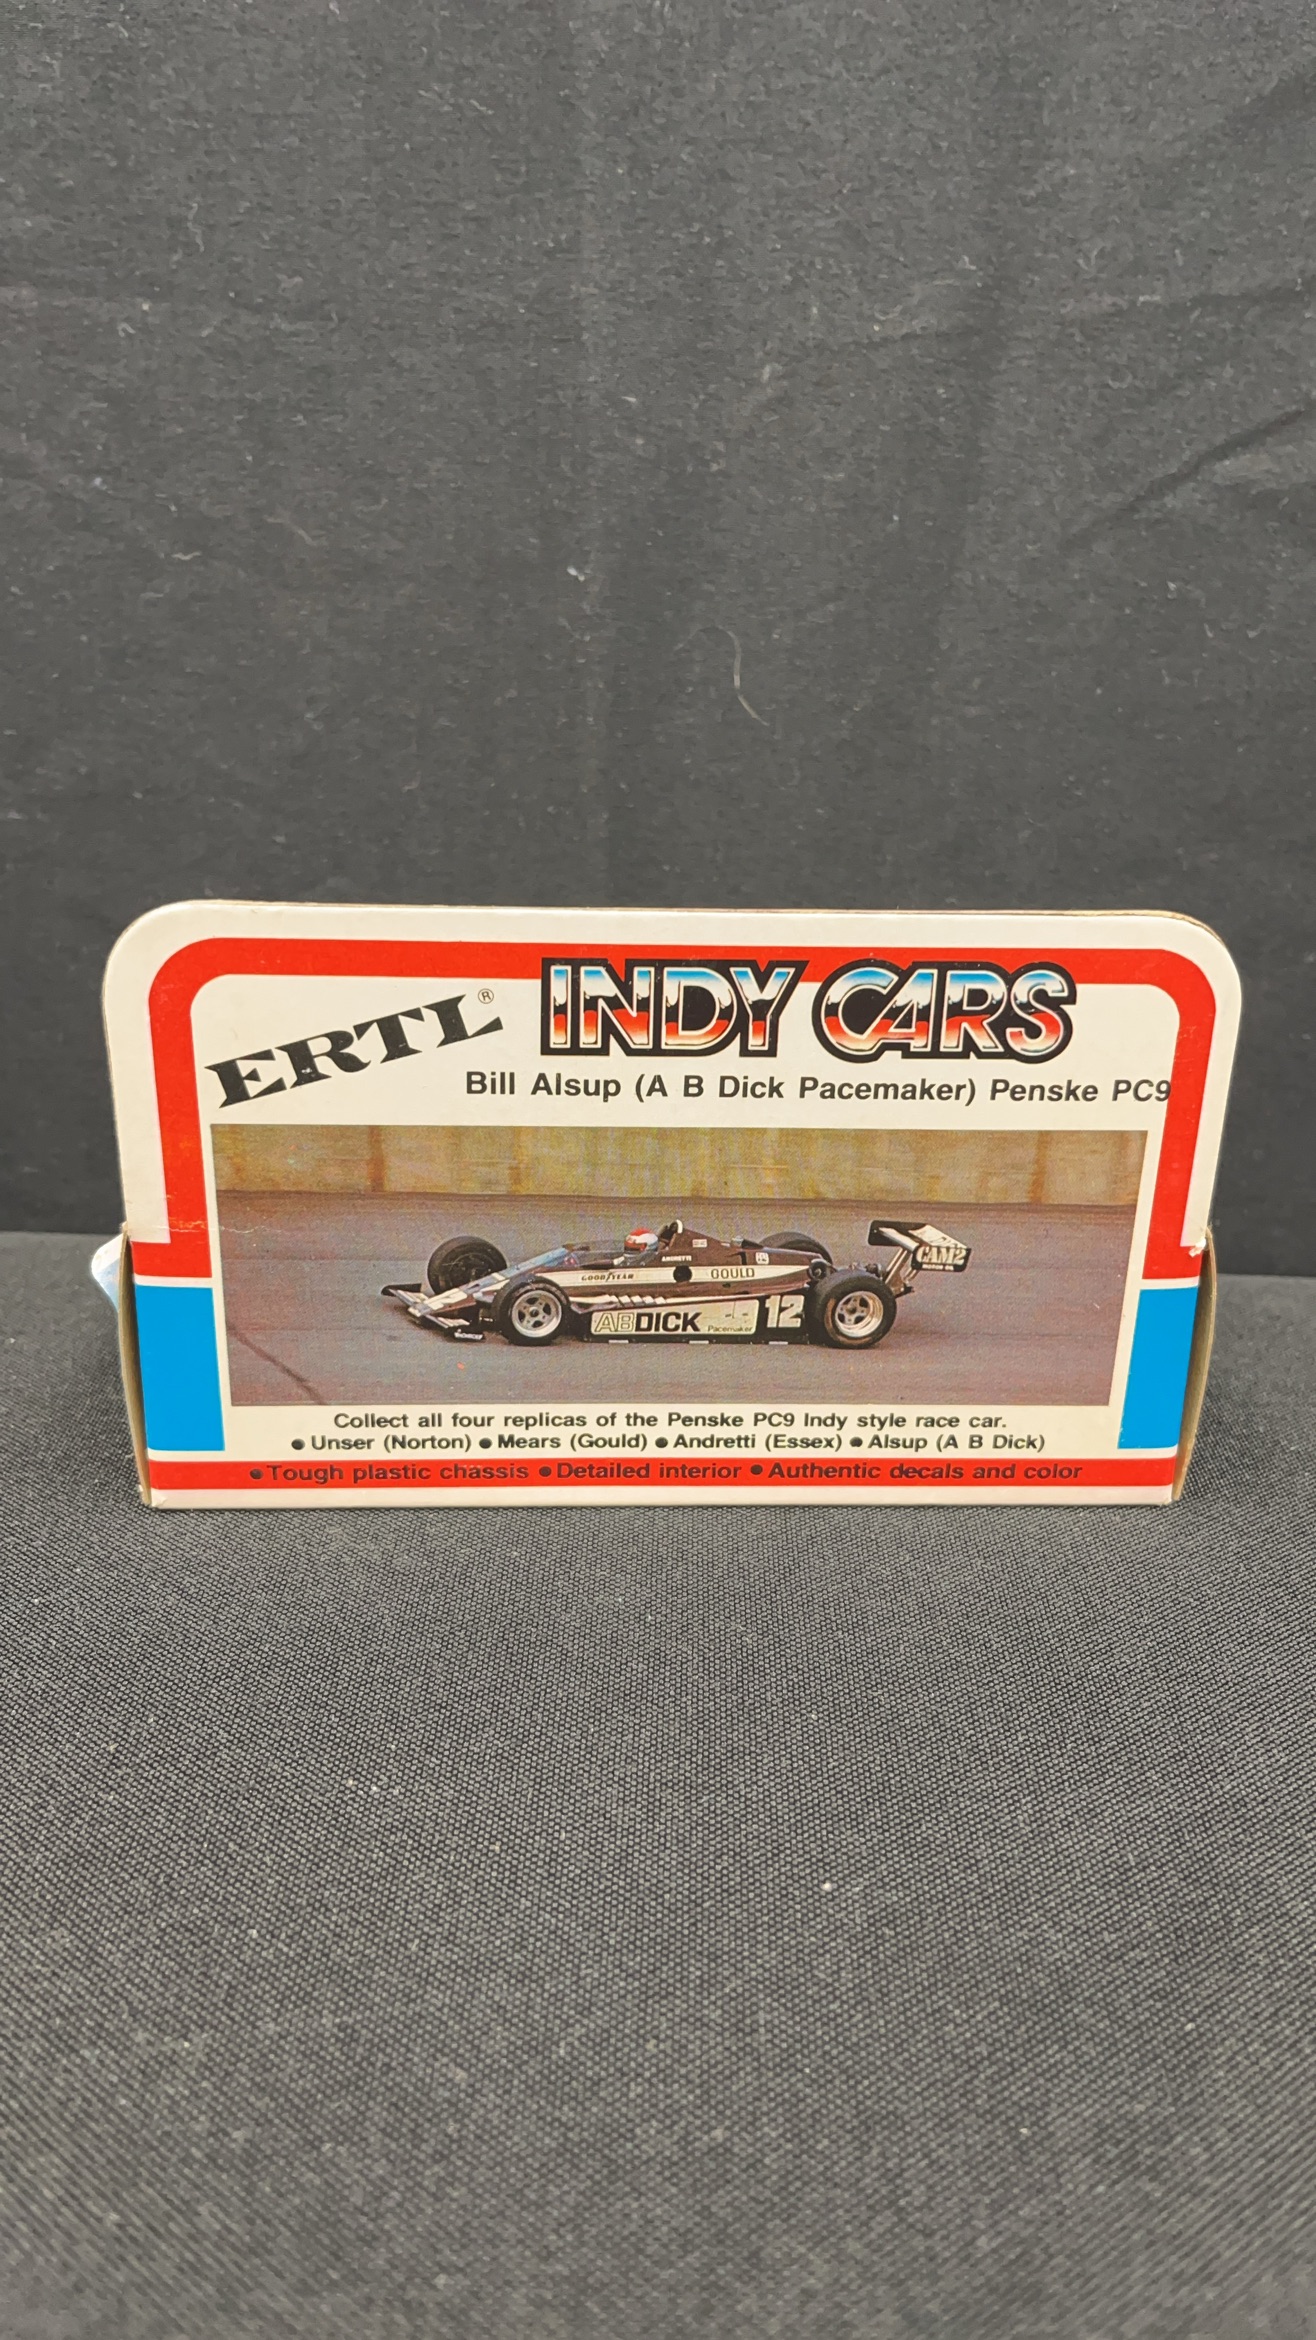 ERTL®
INDY CARS
Bill Alsup (A B Dick Pacemaker) Penske PC9
ANDRETTI
GOODYEAR
GOULD
CAM2
ABDICK
Pacemaker
12
Collect all four replicas of the Penske PC9 Indy style race car.
● Unser (Norton) ● Mears (Gould) ● Andretti (Essex) ● Alsup (A B Dick)
● Tough plastic chassis ● Detailed interior ● Authentic decals and color